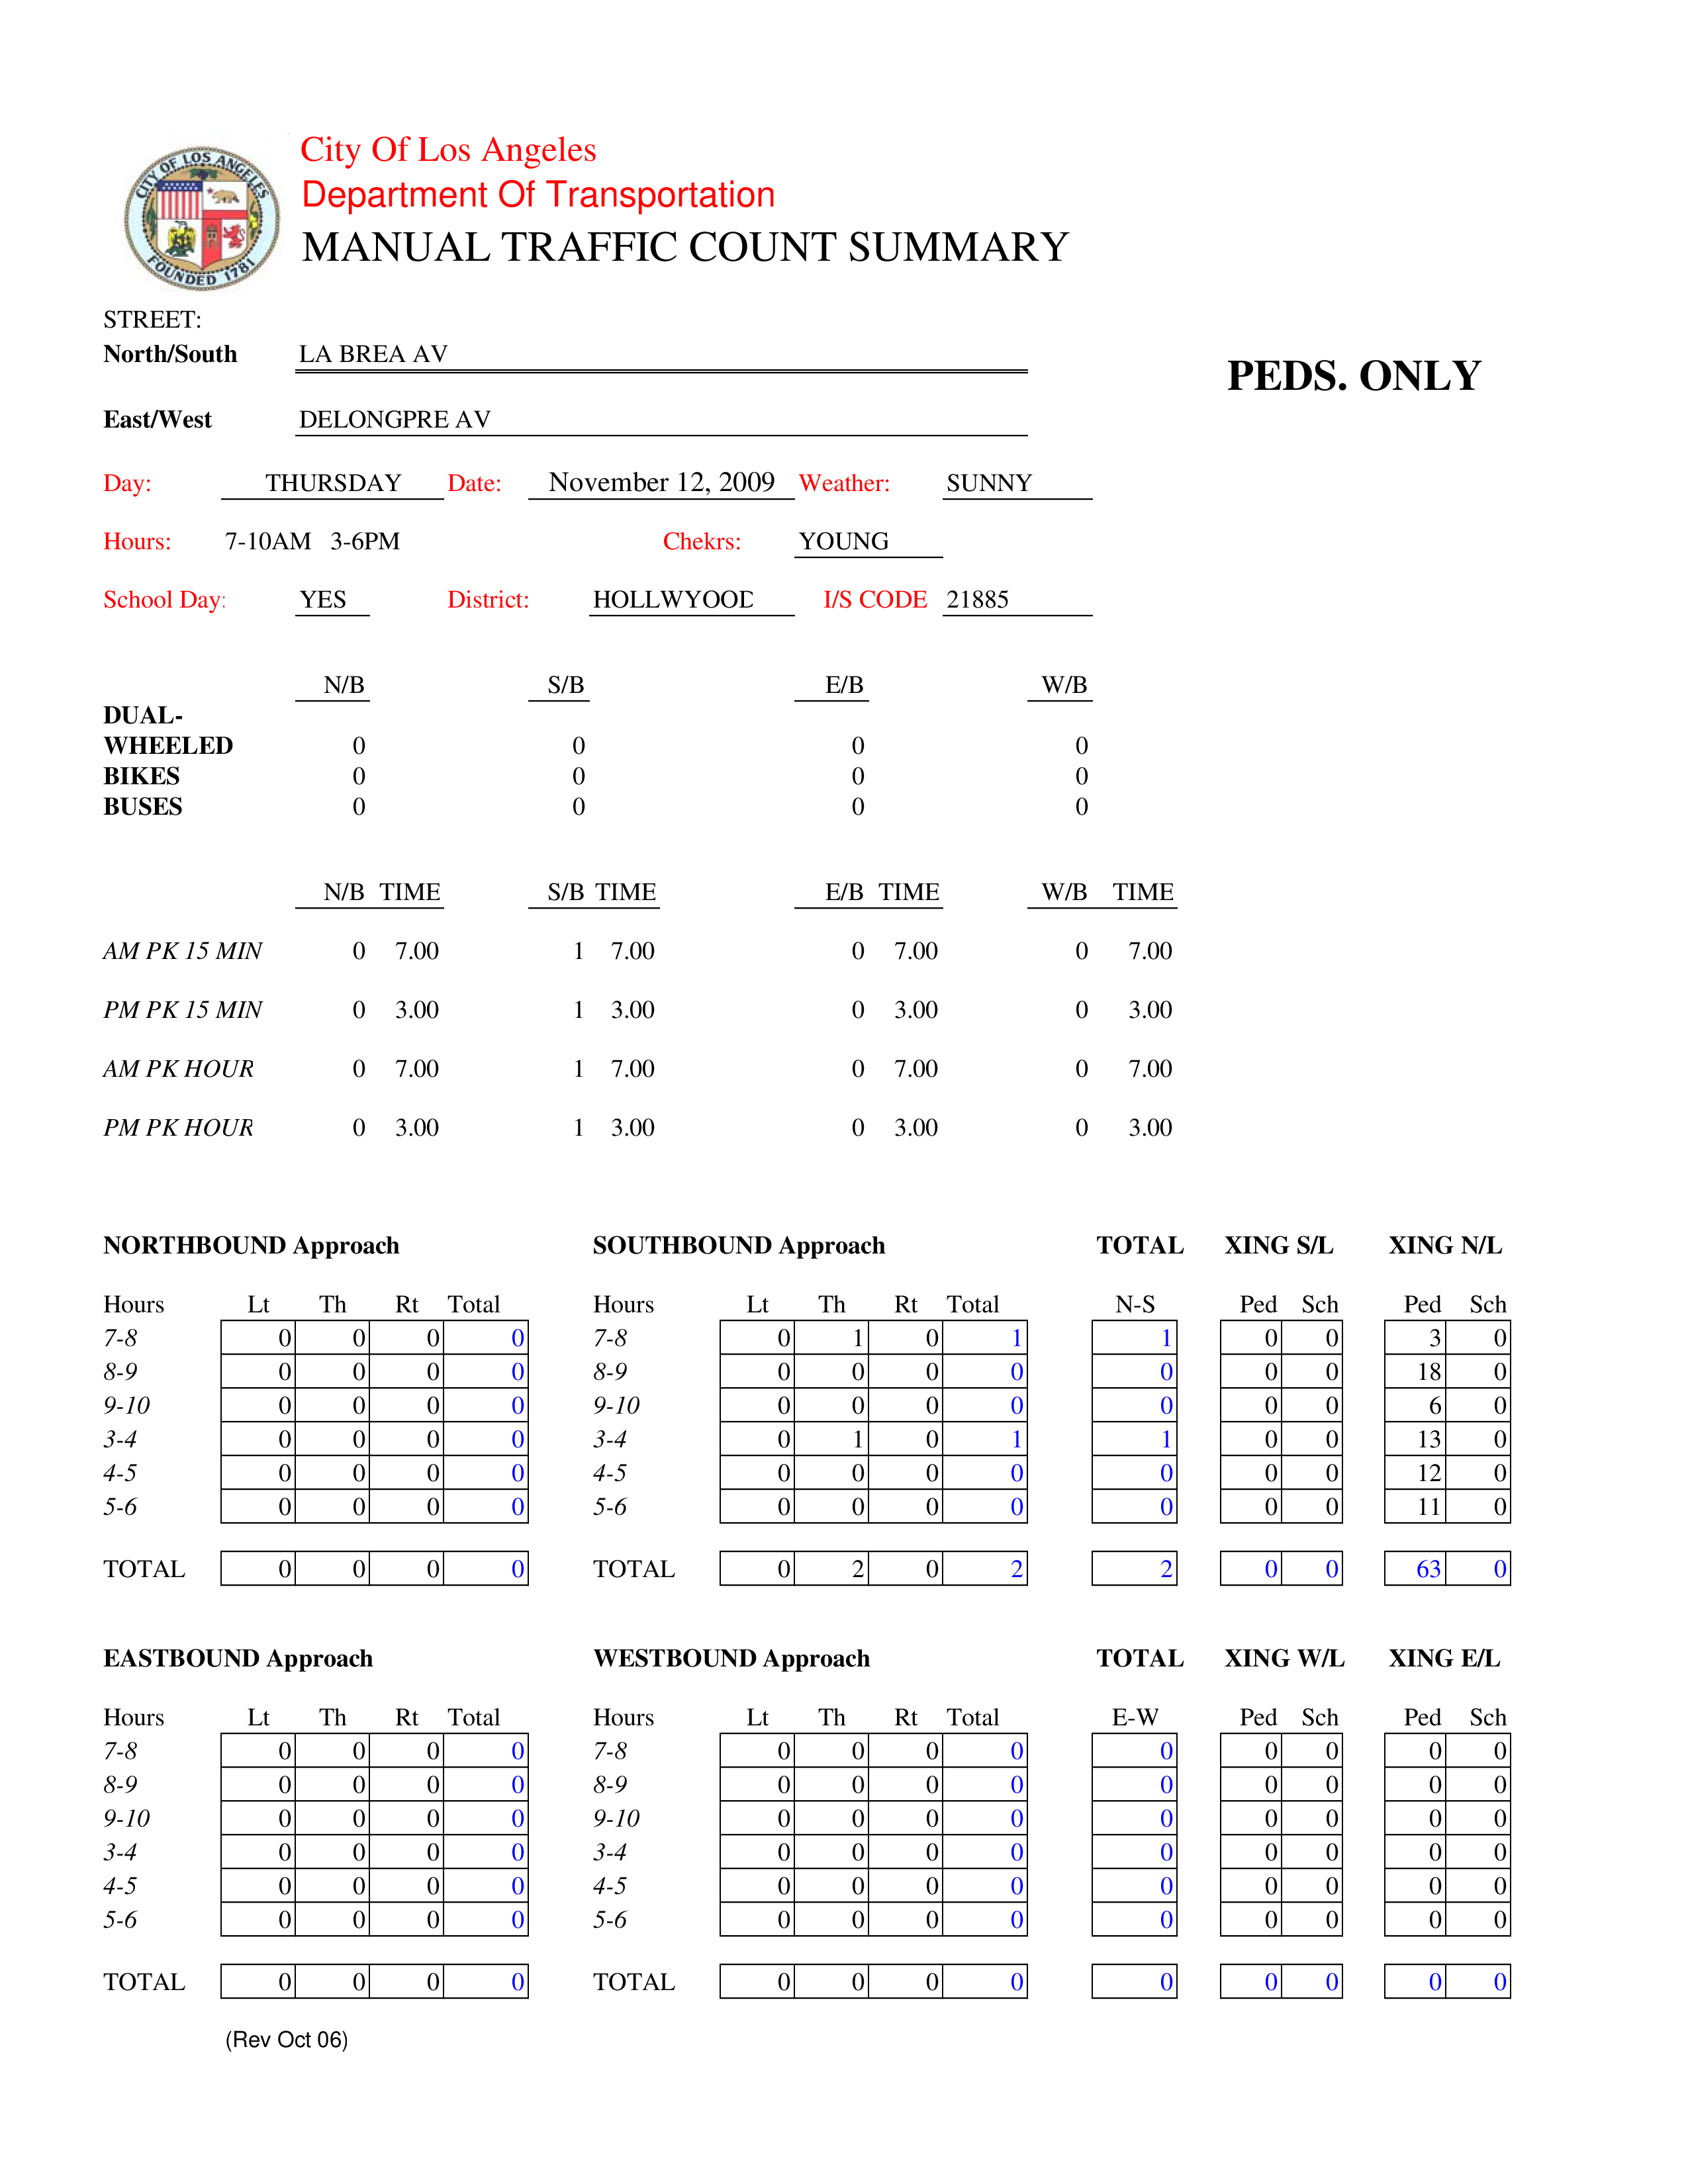 CITY OF LOS ANGELES
FOUNDED 1781
City Of Los Angeles
Department Of Transportation
MANUAL TRAFFIC COUNT SUMMARY
STREET:
North/South LA BREA AV
PEDS. ONLY
East/West DELONGPRE AV
Day: THURSDAY Date: November 12, 2009 Weather: SUNNY
Hours: 7-10AM 3-6PM Chekrs: YOUNG
School Day: YES District: HOLLWYOOD I/S CODE 21885
N/B S/B E/B W/B
DUAL-
WHEELED 0 0 0 0
BIKES 0 0 0 0
BUSES 0 0 0 0
N/B TIME S/B TIME E/B TIME W/B TIME
AM PK 15 MIN 0 7.00 1 7.00 0 7.00 0 7.00
PM PK 15 MIN 0 3.00 1 3.00 0 3.00 0 3.00
AM PK HOUR 0 7.00 1 7.00 0 7.00 0 7.00
PM PK HOUR 0 3.00 1 3.00 0 3.00 0 3.00
NORTHBOUND Approach SOUTHBOUND Approach TOTAL XING S/L XING N/L
Hours Lt Th Rt Total Hours Lt Th Rt Total N-S Ped Sch Ped Sch
7-8 0 0 0 0 7-8 0 1 0 1 1 0 0 3 0
8-9 0 0 0 0 8-9 0 0 0 0 0 0 0 18 0
9-10 0 0 0 0 9-10 0 0 0 0 0 0 0 6 0
3-4 0 0 0 0 3-4 0 1 0 1 1 0 0 13 0
4-5 0 0 0 0 4-5 0 0 0 0 0 0 0 12 0
5-6 0 0 0 0 5-6 0 0 0 0 0 0 0 11 0
TOTAL 0 0 0 0 TOTAL 0 2 0 2 2 0 0 63 0
EASTBOUND Approach WESTBOUND Approach TOTAL XING W/L XING E/L
Hours Lt Th Rt Total Hours Lt Th Rt Total E-W Ped Sch Ped Sch
7-8 0 0 0 0 7-8 0 0 0 0 0 0 0 0 0
8-9 0 0 0 0 8-9 0 0 0 0 0 0 0 0 0
9-10 0 0 0 0 9-10 0 0 0 0 0 0 0 0 0
3-4 0 0 0 0 3-4 0 0 0 0 0 0 0 0 0
4-5 0 0 0 0 4-5 0 0 0 0 0 0 0 0 0
5-6 0 0 0 0 5-6 0 0 0 0 0 0 0 0 0
TOTAL 0 0 0 0 TOTAL 0 0 0 0 0 0 0 0 0
(Rev Oct 06)